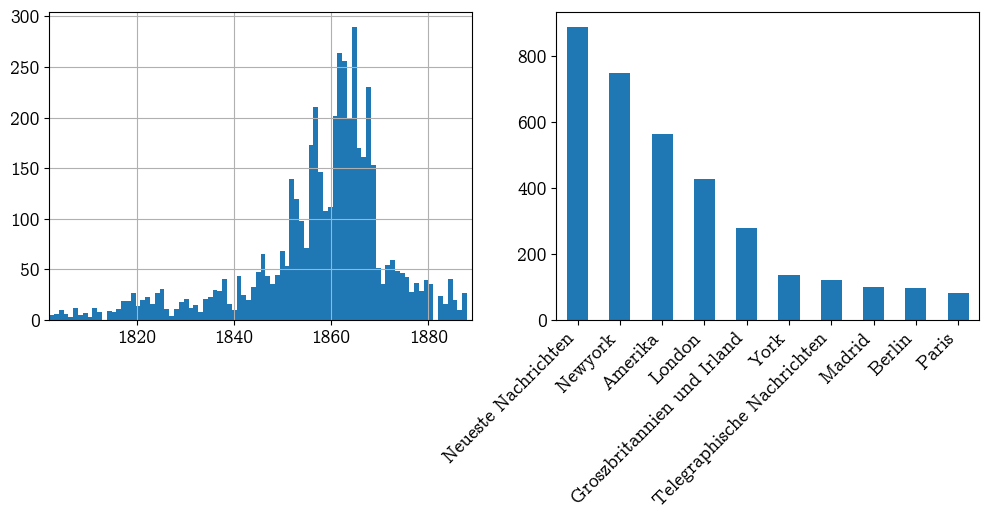 300
250
200
150
100
50
0
1820
1840
1860
1880
800
600
400
200
0
Neueste Nachrichten
Newyork
Amerika
London
Groszbritannien und Irland
York
Telegraphische Nachrichten
Madrid
Berlin
Paris